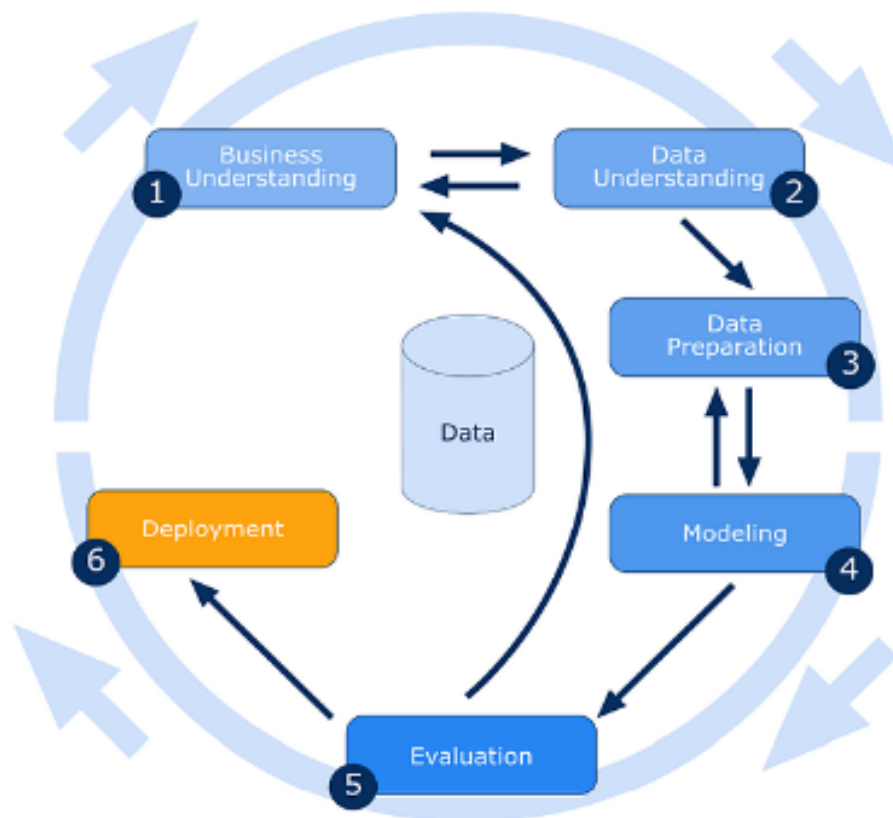 Business
Understanding
1
Data
Understanding
2
Data
Preparation
3
Data
Deployment
6
Modeling
4
Evaluation
5